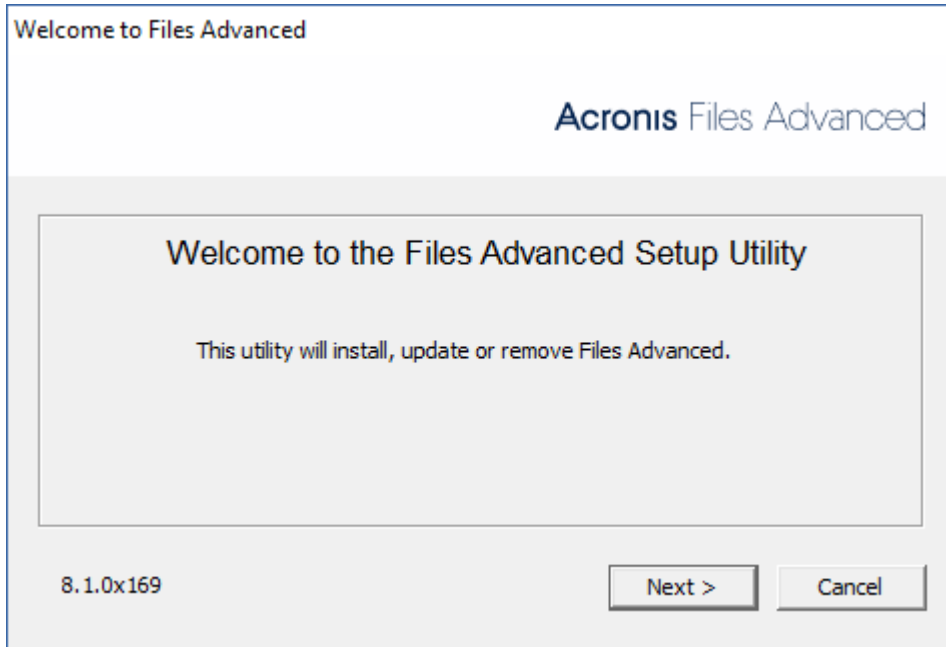 Welcome to Files Advanced
Acronis Files Advanced
Welcome to the Files Advanced Setup Utility
This utility will install, update or remove Files Advanced.
8.1.0x169
Next >
Cancel